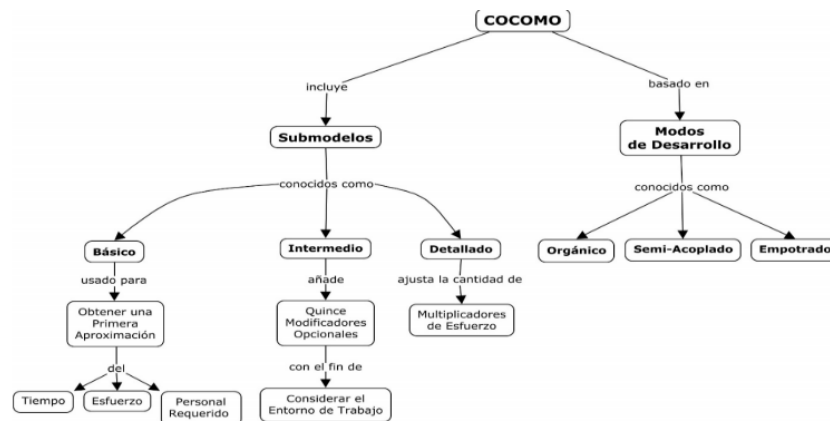 COCOMO
incluye
basado en
Submodelos
Modos
de Desarrollo
conocidos como
conocidos como
Básico
Intermedio
Detallado
Orgánico
Semi-Acoplado
Empotrado
usado para
añade
ajusta la cantidad de
Obtener una
Primera
Aproximación
Quince
Modificadores
Opcionales
Multiplicadores
de Esfuerzo
del
con el fin de
Tiempo
Esfuerzo
Personal
Requerido
Considerar el
Entorno de Trabajo